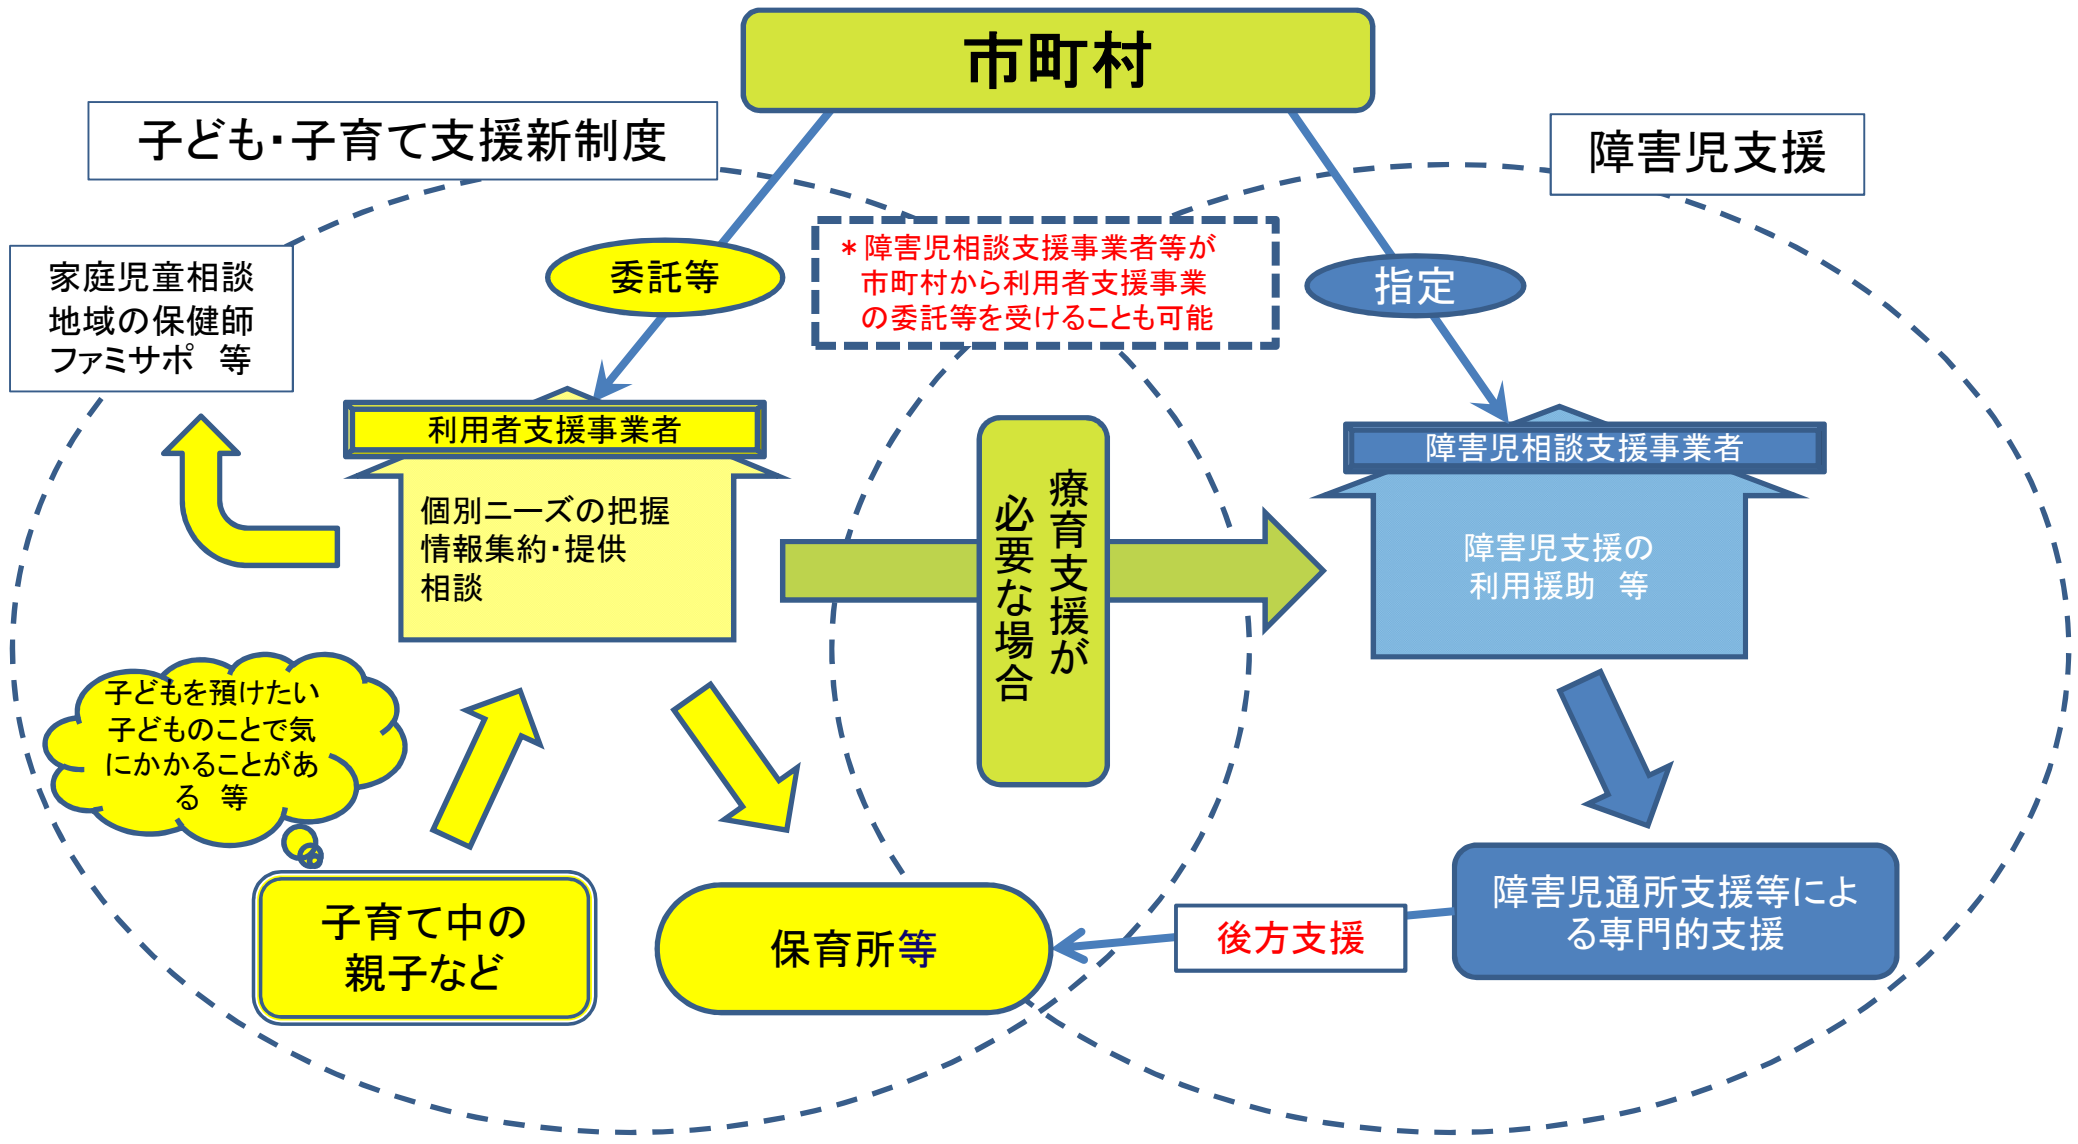 市町村
子ども・子育て支援新制度
障害児支援
家庭児童相談
地域の保健師
ファミサポ　等
委託等
＊障害児相談支援事業者等が
市町村から利用者支援事業
の委託等を受けることも可能
指定
利用者支援事業者
個別ニーズの把握
情報集約・提供
相談
療育支援が
必要な場合
障害児相談支援事業者
障害児支援の
利用援助　等
子どもを預けたい
子どものことで気
にかかることがあ
る　等
子育て中の
親子など
保育所等
後方支援
障害児通所支援等によ
る専門的支援